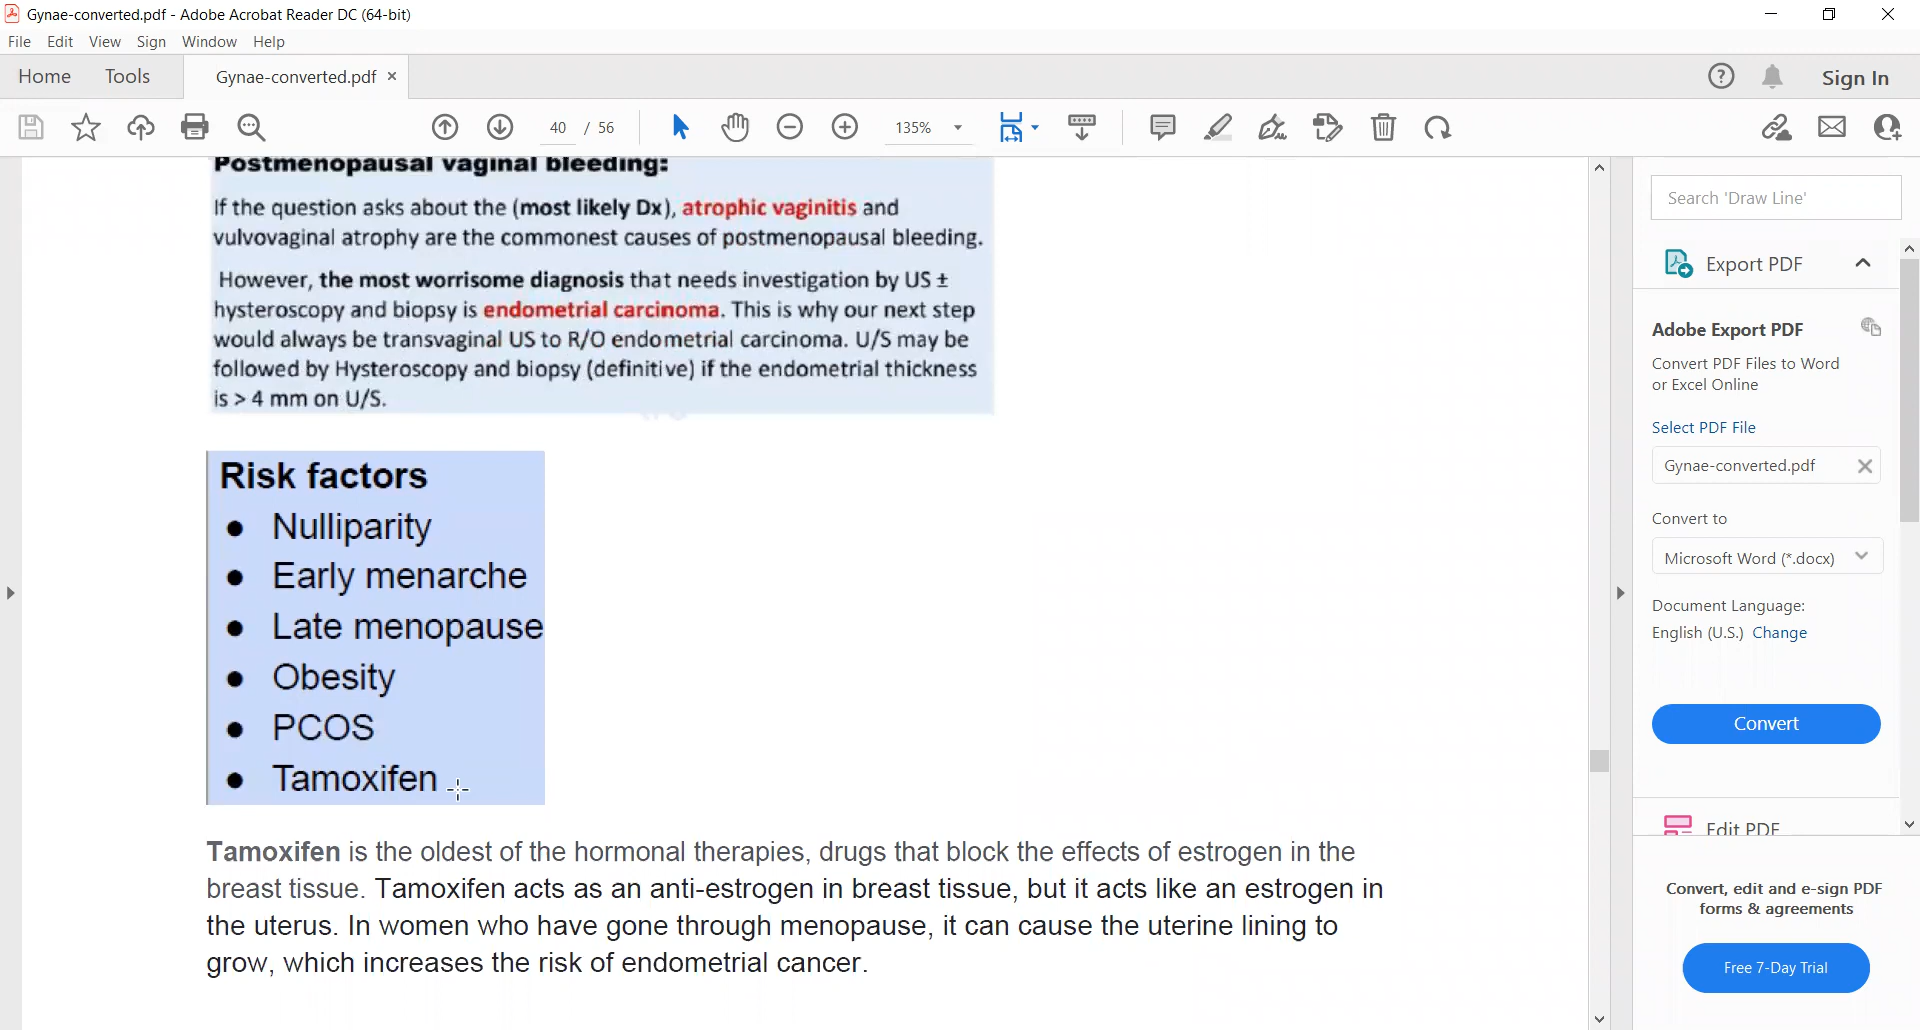 Gynae-converted.pdf - Adobe Acrobat Reader DC (64-bit)
File Edit View Sign Window Help
Home Tools Gynae-converted.pdf × Sign In
40 / 56 135%
Postmenopausal vaginal bleeding:
If the question asks about the (most likely Dx), atrophic vaginitis and
vulvovaginal atrophy are the commonest causes of postmenopausal bleeding.
However, the most worrisome diagnosis that needs investigation by US ±
hysteroscopy and biopsy is endometrial carcinoma. This is why our next step
would always be transvaginal US to R/O endometrial carcinoma. U/S may be
followed by Hysteroscopy and biopsy (definitive) if the endometrial thickness
is > 4 mm on U/S.
Risk factors
● Nulliparity
● Early menarche
● Late menopause
● Obesity
● PCOS
● Tamoxifen
Tamoxifen is the oldest of the hormonal therapies, drugs that block the effects of estrogen in the
breast tissue. Tamoxifen acts as an anti-estrogen in breast tissue, but it acts like an estrogen in
the uterus. In women who have gone through menopause, it can cause the uterine lining to
grow, which increases the risk of endometrial cancer.
Search 'Draw Line'
Export PDF
Adobe Export PDF
Convert PDF Files to Word
or Excel Online
Select PDF File
Gynae-converted.pdf
Convert to
Microsoft Word (*.docx)
Document Language:
English (U.S.) Change
Convert
Edit PDF
Convert, edit and e-sign PDF
forms & agreements
Free 7-Day Trial